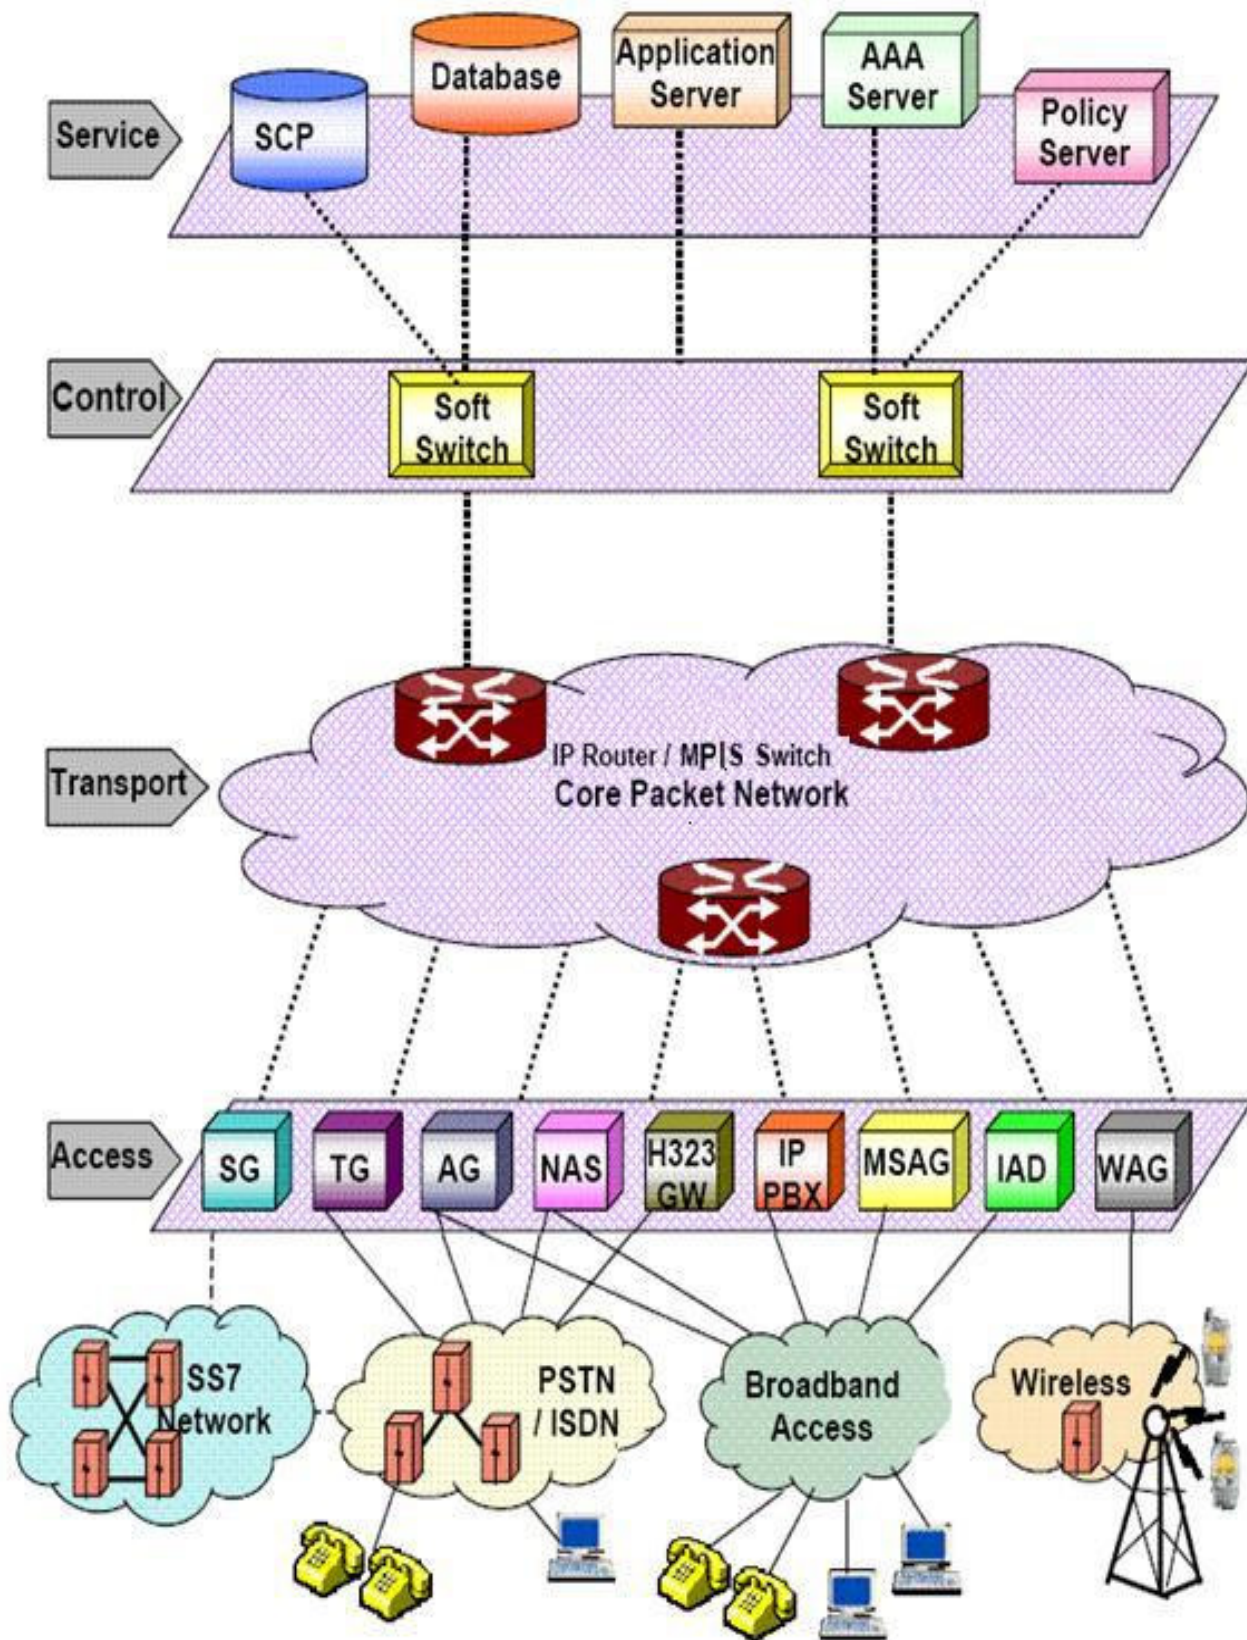 Service
SCP
Database
Application
Server
AAA
Server
Policy
Server
Control
Soft
Switch
Soft
Switch
Transport
IP Router / MPlS Switch
Core Packet Network
Access
SG
TG
AG
NAS
H323
GW
IP
PBX
MSAG
IAD
WAG
SS7
Network
PSTN
/ ISDN
Broadband
Access
Wireless